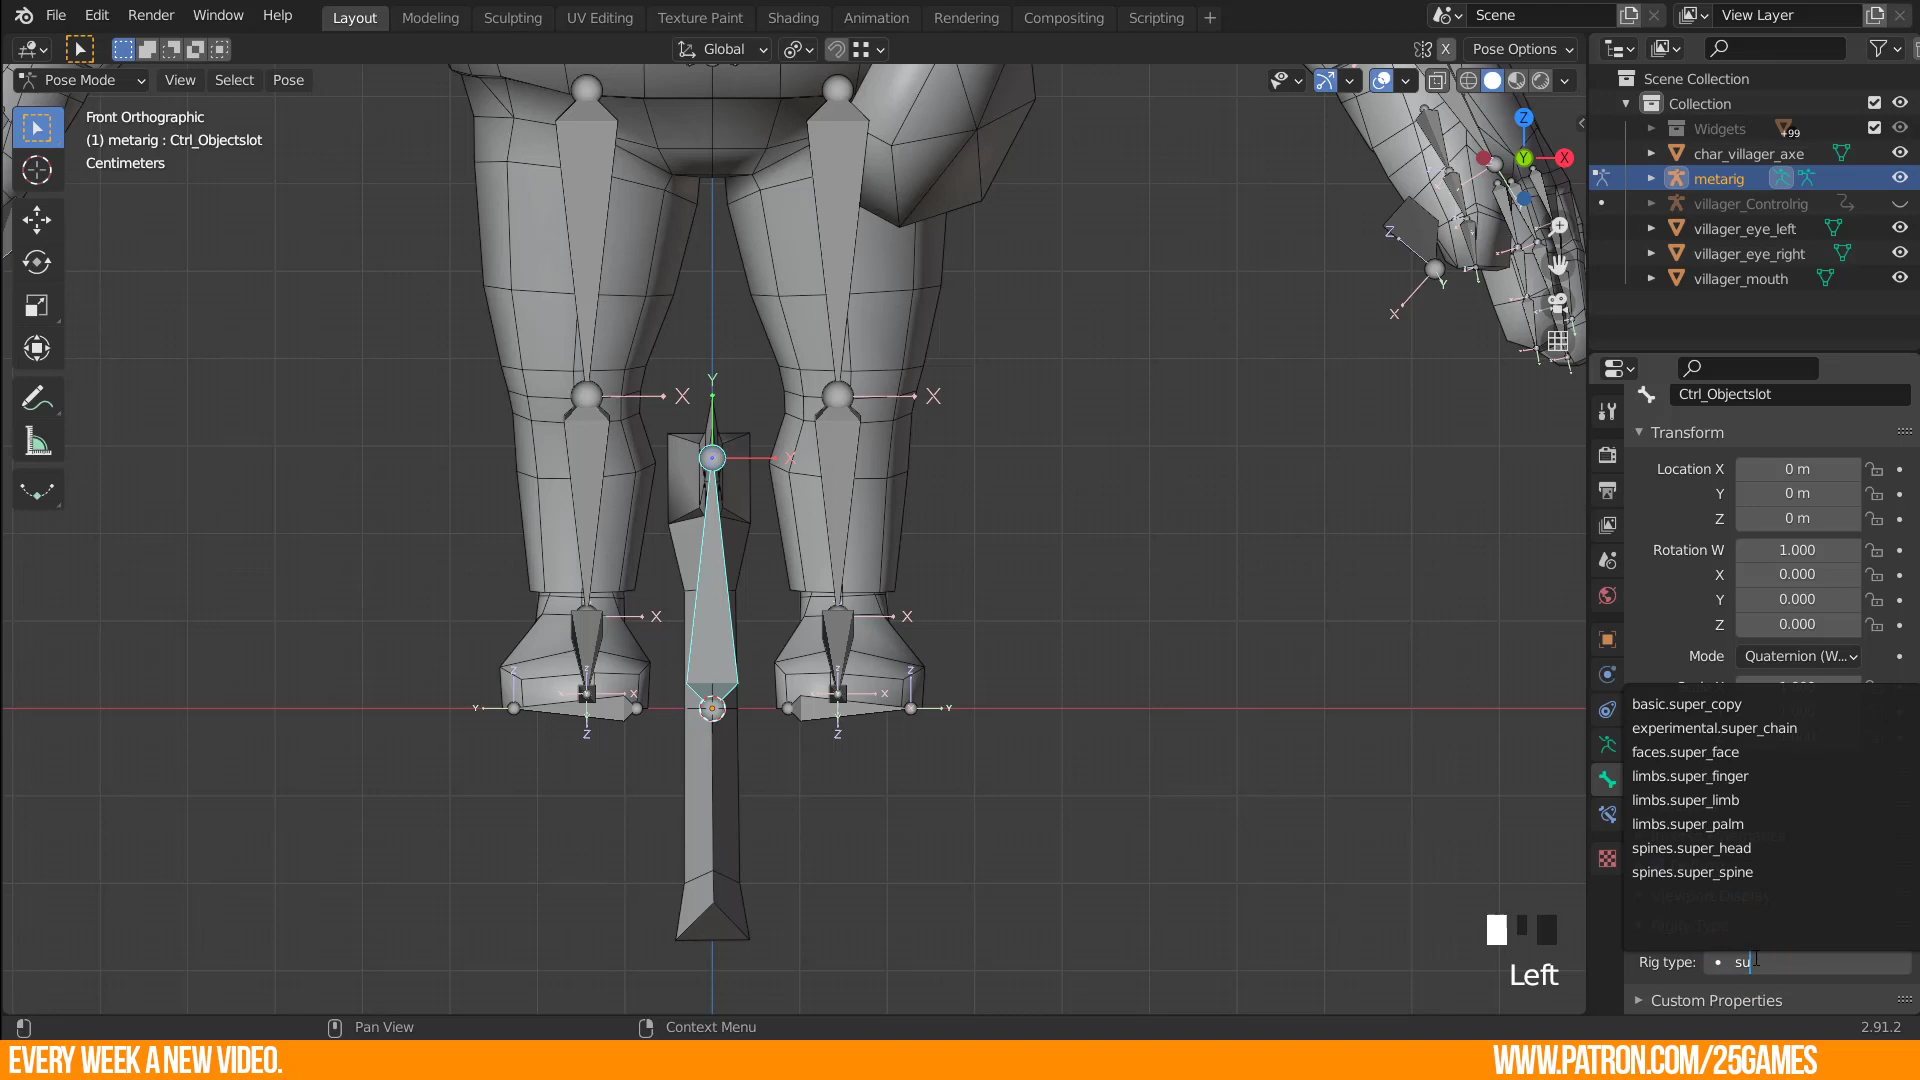 File Edit Render Window Help
Layout Modeling Sculpting UV Editing Texture Paint Shading Animation Rendering Compositing Scripting +
Scene
View Layer
Global
X
Pose Options
Pose Mode View Select Pose
Front Orthographic
(1) metarig : Ctrl_Objectslot
Centimeters
Scene Collection
Collection
Widgets
+99
char_villager_axe
metarig
villager_Controlrig
villager_eye_left
villager_eye_right
villager_mouth
Z
Y
X
Ctrl_Objectslot
Transform
Location X 0 m
Y 0 m
Z 0 m
Rotation W 1.000
X 0.000
Y 0.000
Z 0.000
Mode Quaternion (W...
basic.super_copy
experimental.super_chain
faces.super_face
limbs.super_finger
limbs.super_limb
limbs.super_palm
spines.super_head
spines.super_spine
Viewport Display
Rigify Type
Rig type: su
Custom Properties
Left
Pan View
Context Menu
2.91.2
EVERY WEEK A NEW VIDEO.
WWW.PATRON.COM/25GAMES